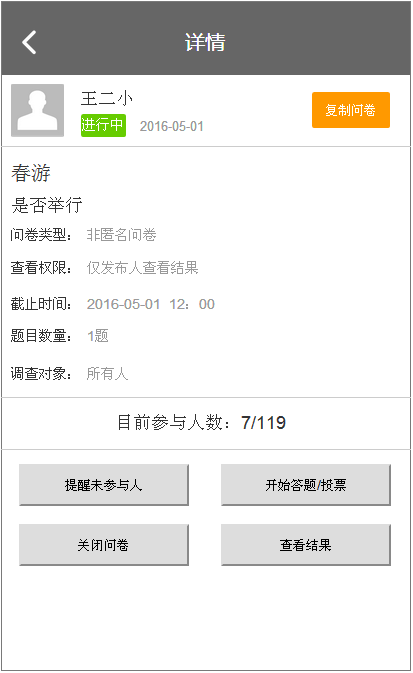 详情
王二小
复制问卷
进行中 2016-05-01
春游
是否举行
问卷类型： 非匿名问卷
查看权限： 仅发布人查看结果
截止时间： 2016-05-01 12：00
题目数量： 1题
调查对象： 所有人
目前参与人数：7/119
提醒未参与人 开始答题/投票
关闭问卷 查看结果